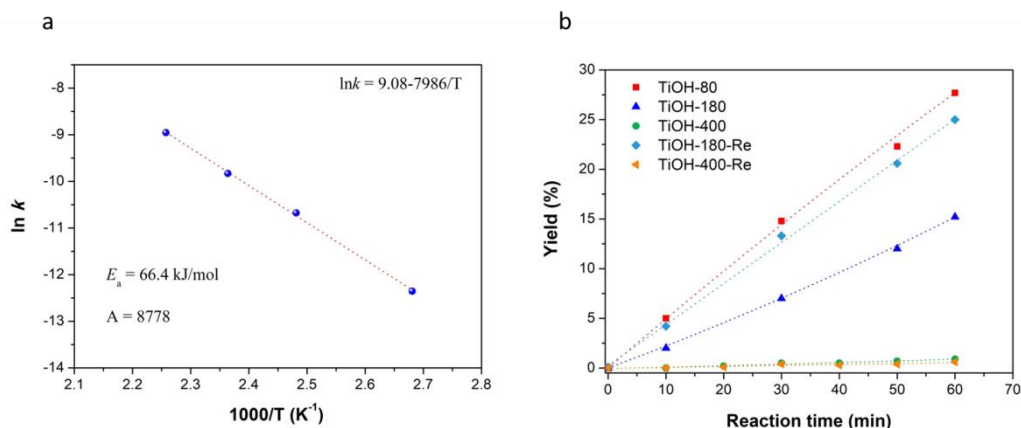 a
lnk = 9.08-7986/T
Eₐ = 66.4 kJ/mol
A = 8778
ln k
-8
-9
-10
-11
-12
-13
-14
2.1 2.2 2.3 2.4 2.5 2.6 2.7 2.8
1000/T (K⁻¹)
b
TiOH-80
TiOH-180
TiOH-400
TiOH-180-Re
TiOH-400-Re
Yield (%)
30
25
20
15
10
5
0
0 10 20 30 40 50 60 70
Reaction time (min)